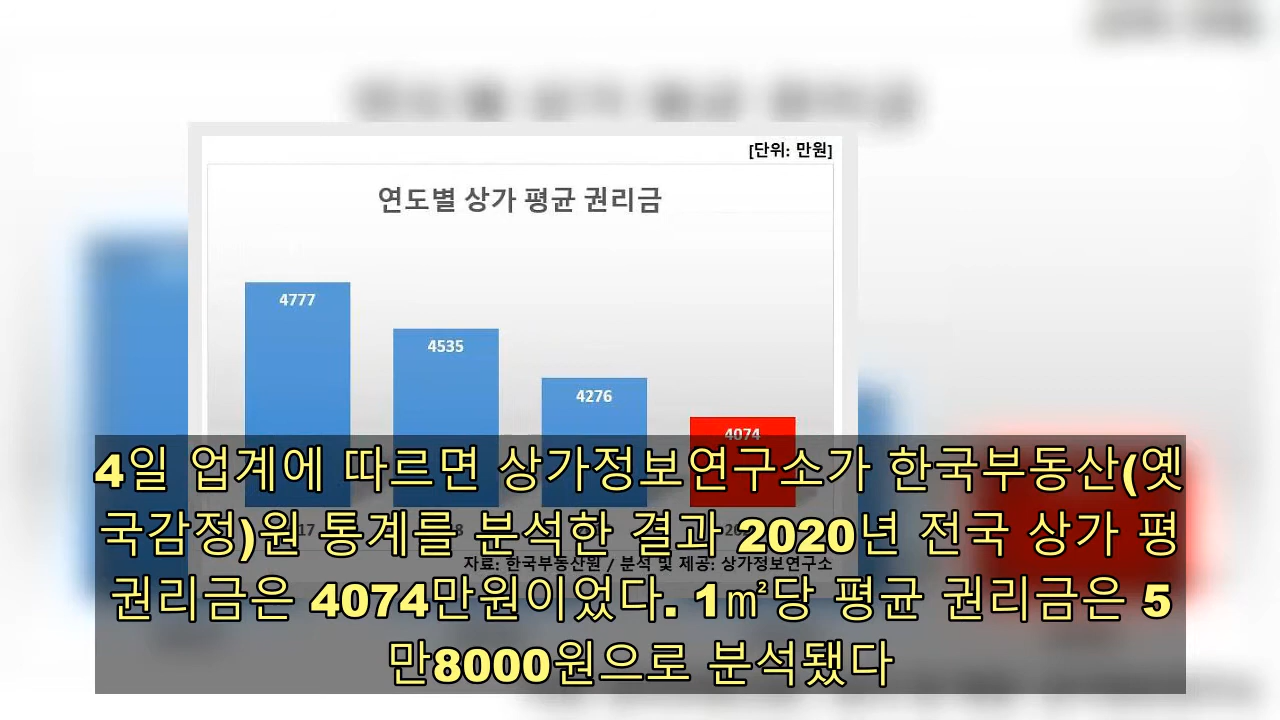 [단위: 만원]
연도별 상가 평균 권리금
4777
4535
4276
4074
자료: 한국부동산원 / 분석 및 제공: 상가정보연구소
4일 업계에 따르면 상가정보연구소가 한국부동산(옛
국감정)원 통계를 분석한 결과 2020년 전국 상가 평
권리금은 4074만원이었다. 1㎡당 평균 권리금은 5
만8000원으로 분석됐다